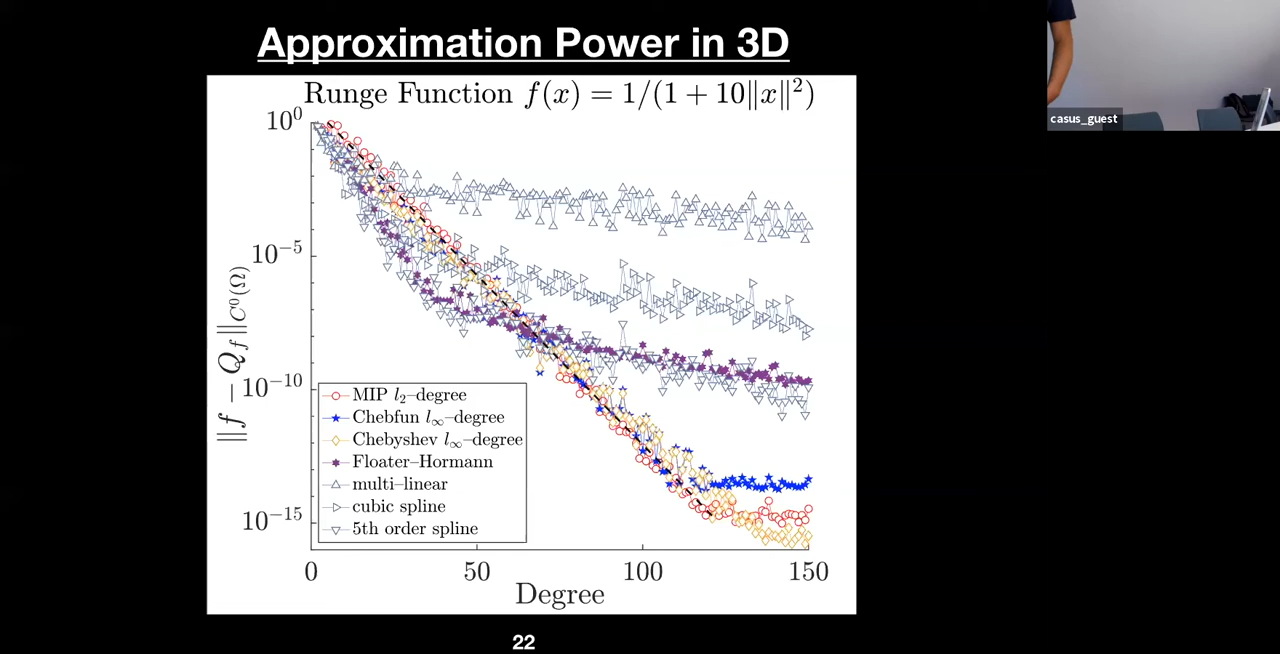 Approximation Power in 3D
Runge Function f(x) = 1/(1 + 10‖x‖²)
casus_guest
10⁰
10⁻⁵
10⁻¹⁰
10⁻¹⁵
‖f − Q_f‖_{C⁰(Ω)}
MIP l₂–degree
Chebfun l∞–degree
Chebyshev l∞–degree
Floater–Hormann
multi–linear
cubic spline
5th order spline
0 50 100 150
Degree
22